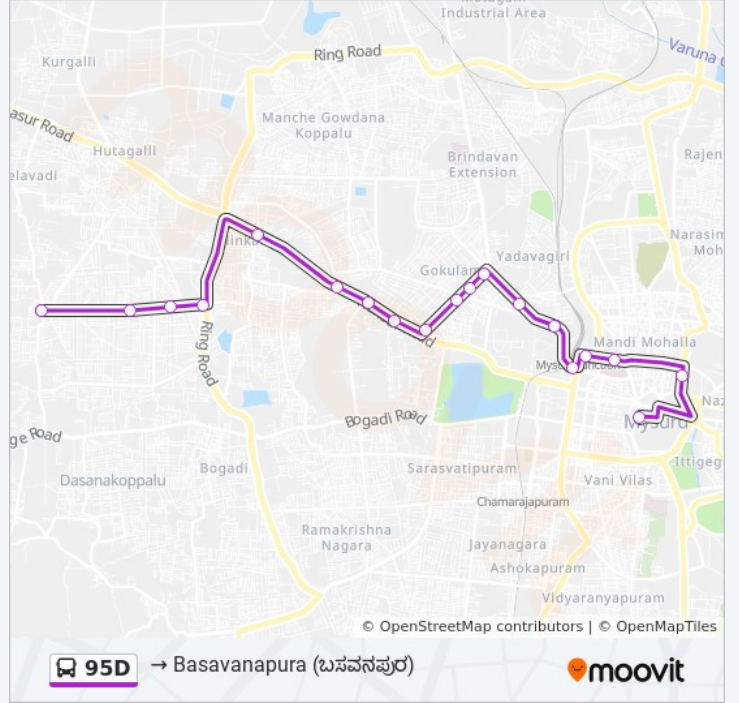 Industrial Area
Ring Road
Kurgalli
Varuna
Manche Gowdana
Koppalu
asur Road
Hutagalli
Brindavan
Extension
Rajen
elavadi
Narasim
Moh
Yadavagiri
Gokulam
Ring Road
Mandi Mohalla
Naz
Mysuru
Bogadi Road
ge Road
Ittigeg
Bogadi
Sarasvatipuram
Dasanakoppalu
Vani Vilas
Chamarajapuram
Ramakrishna
Nagara
Jayanagara
Ashokapuram
Vidyaranyapuram
© OpenStreetMap contributors | © OpenMapTiles
95D → Basavanapura (ಬಸವನಪುರ)
moovit